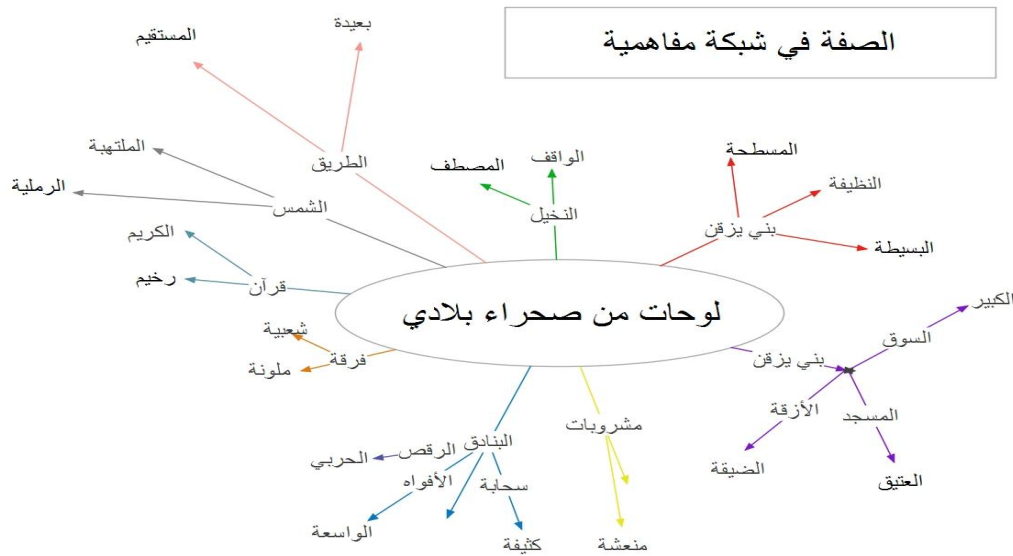 الصفة في شبكة مفاهمية
بعيدة
المستقيم
الطريق
الملتهبة
الرملية
الشمس
الكريم
رخيم
قرآن
شعبية
ملونة
فرقة
الواقف
المصطف
النخيل
المسطحة
النظيفة
البسيطة
بني يزقن
لوحات من صحراء بلادي
بني يزقن
الكبير
السوق
المسجد
العتيق
الأزقة
الضيقة
مشروبات
منعشة
البنادق
الرقص
الحربي
الأفواه
الواسعة
سحابة
كثيفة